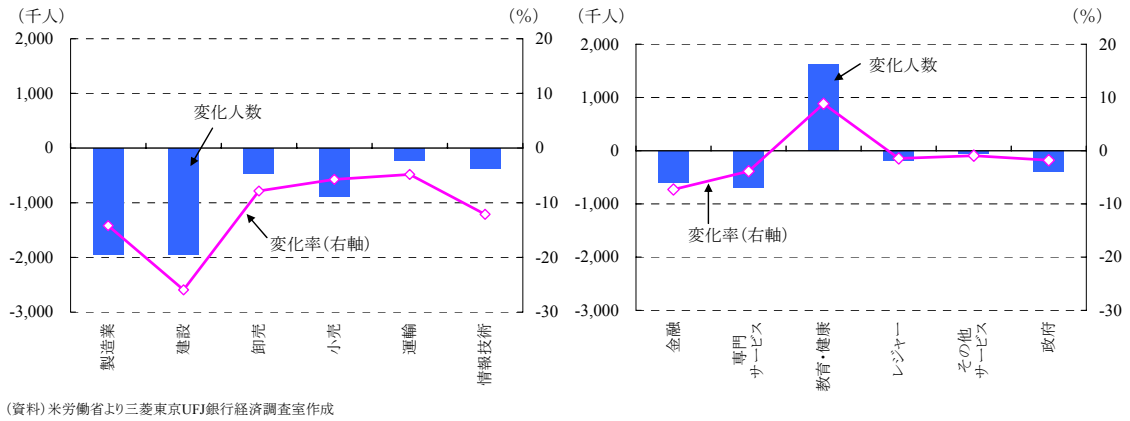 （千人）
（%）
2,000
1,000
0
-1,000
-2,000
-3,000
20
10
0
-10
-20
-30
変化人数
変化率（右軸）
製造業
建設
卸売
小売
運輸
情報技術
（千人）
（%）
2,000
1,000
0
-1,000
-2,000
-3,000
20
10
0
-10
-20
-30
変化人数
変化率（右軸）
金融
専門
サービス
教育・健康
レジャー
その他
サービス
政府
（資料）米労働省より三菱東京UFJ銀行経済調査室作成